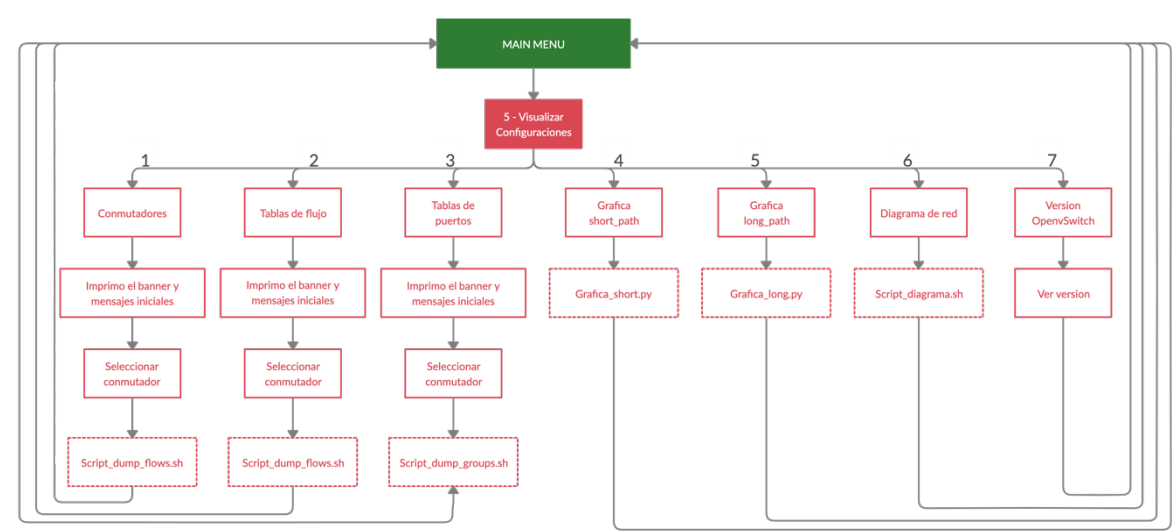 MAIN MENU
5 - Visualizar
Configuraciones
1
2
3
4
5
6
7
Conmutadores
Tablas de flujo
Tablas de
puertos
Grafica
short_path
Grafica
long_path
Diagrama de red
Version
OpenvSwitch
Imprimo el banner y
mensajes iniciales
Imprimo el banner y
mensajes iniciales
Imprimo el banner y
mensajes iniciales
Grafica_short.py
Grafica_long.py
Script_diagrama.sh
Ver version
Seleccionar
conmutador
Seleccionar
conmutador
Seleccionar
conmutador
Script_dump_flows.sh
Script_dump_flows.sh
Script_dump_groups.sh